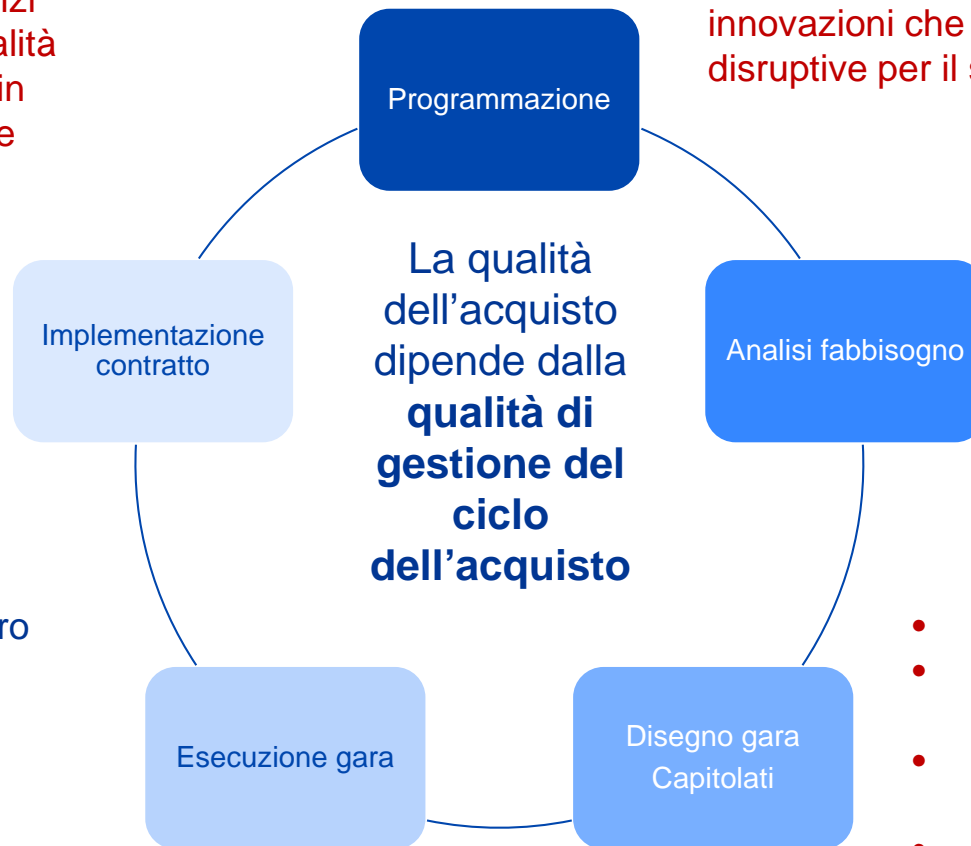 innovazioni che
disruptive per il
alità
in
e
Programmazione
La qualità
dell’acquisto
dipende dalla
qualità di
gestione del
ciclo
dell’acquisto
Implementazione
contratto
Analisi fabbisogno
ro
•
•
•
Esecuzione gara
Disegno gara
Capitolati